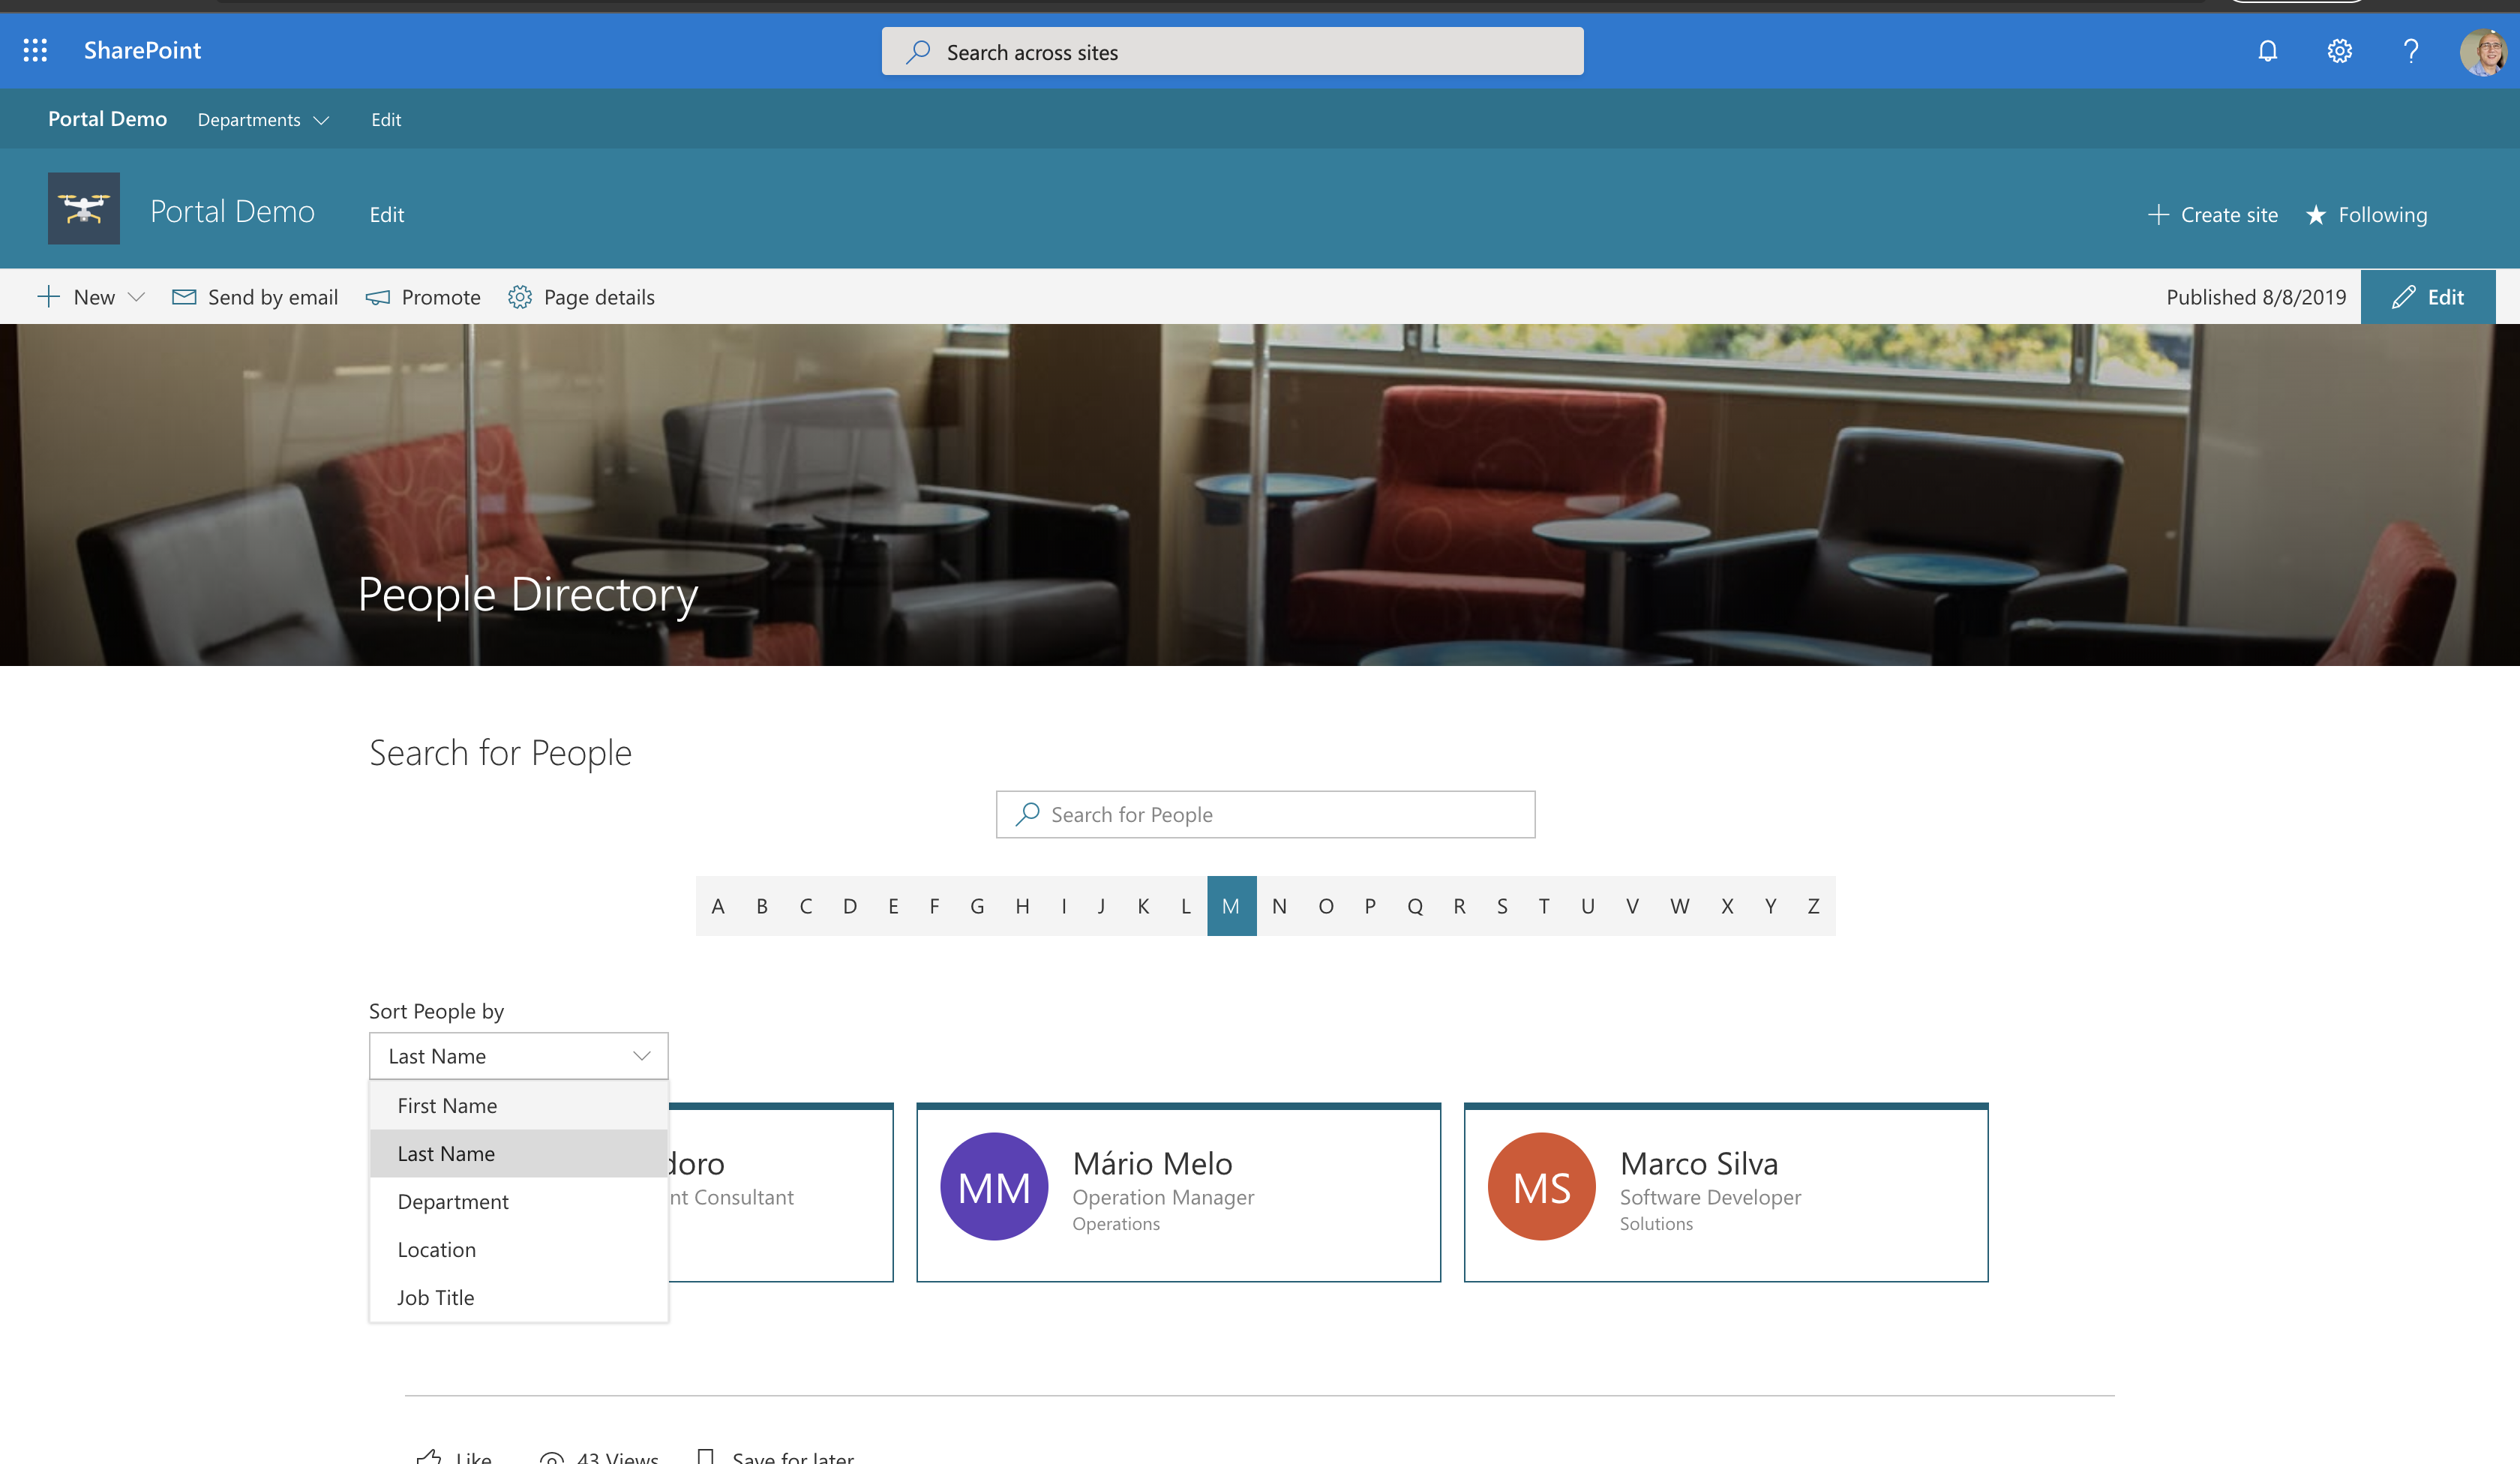 SharePoint
Search across sites
Portal Demo Departments Edit
Portal Demo Edit
Create site Following
New Send by email Promote Page details
Published 8/8/2019 Edit
People Directory
Search for People
Search for People
A B C D E F G H I J K L M N O P Q R S T U V W X Y Z
Sort People by
Last Name
First Name
Last Name
Department
Location
Job Title
doro
nt Consultant
MM
Mário Melo
Operation Manager
Operations
MS
Marco Silva
Software Developer
Solutions
Like 43 Views Save for later